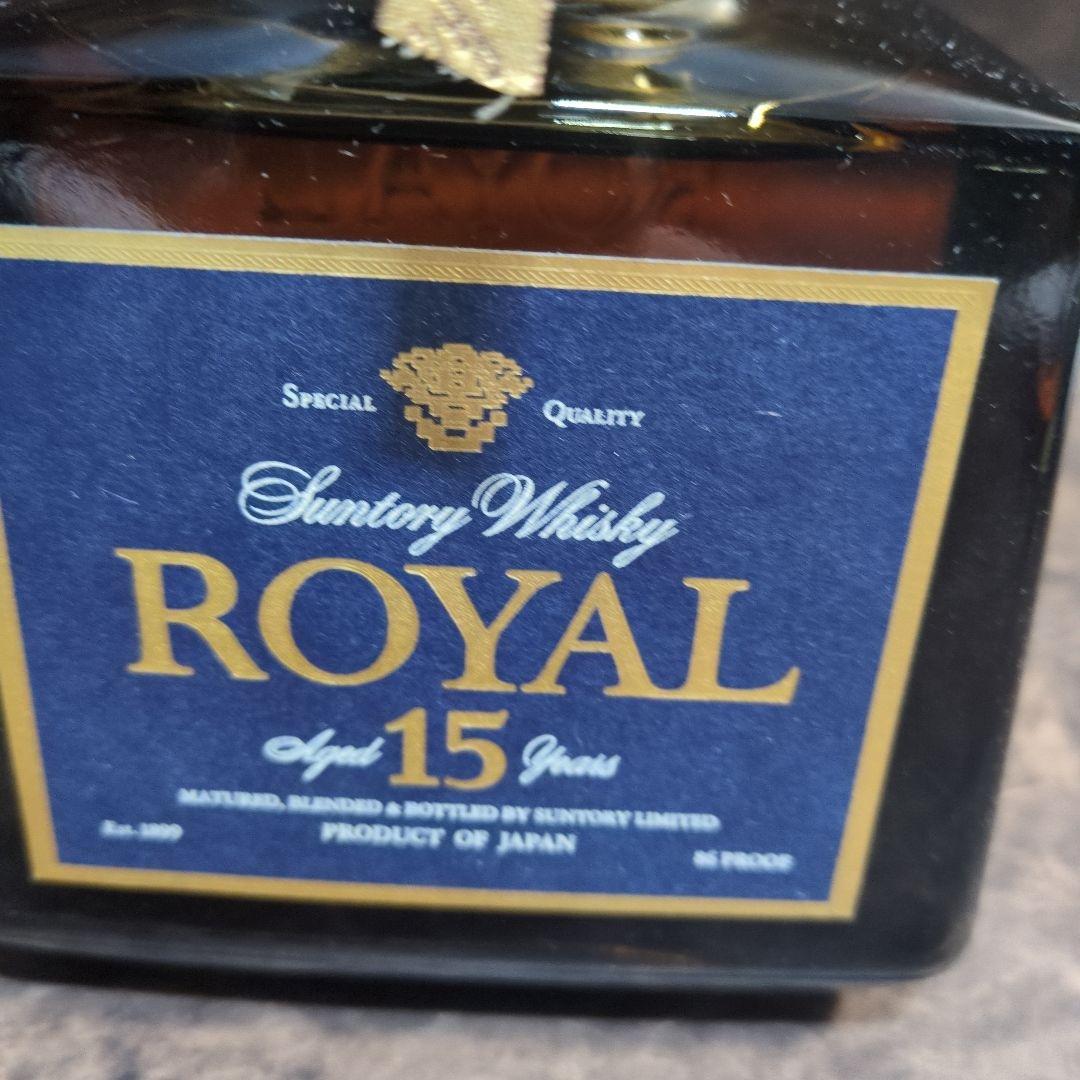 SPECIAL QUALITY
Suntory Whisky
ROYAL
Aged 15 Years
MATURED, BLENDED & BOTTLED BY SUNTORY LIMITED
Est. 1899 PRODUCT OF JAPAN 86 PROOF